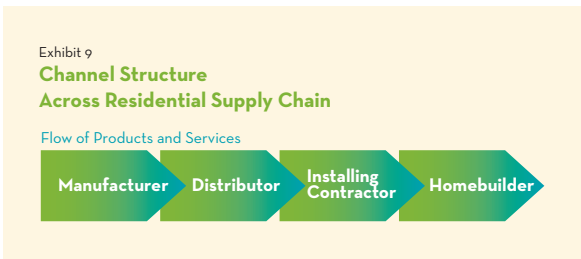 Exhibit 9
Channel Structure
Across Residential Supply Chain
Flow of Products and Services
Manufacturer
Distributor
Installing
Contractor
Homebuilder